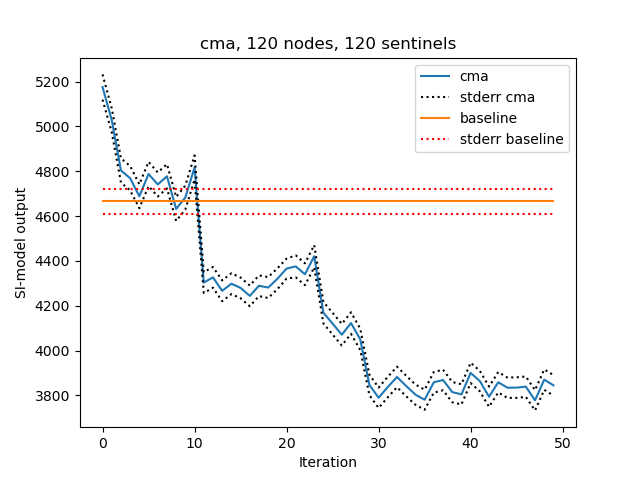 cma, 120 nodes, 120 sentinels
cma
stderr cma
baseline
stderr baseline
SI-model output
5200
5000
4800
4600
4400
4200
4000
3800
0 10 20 30 40 50
Iteration